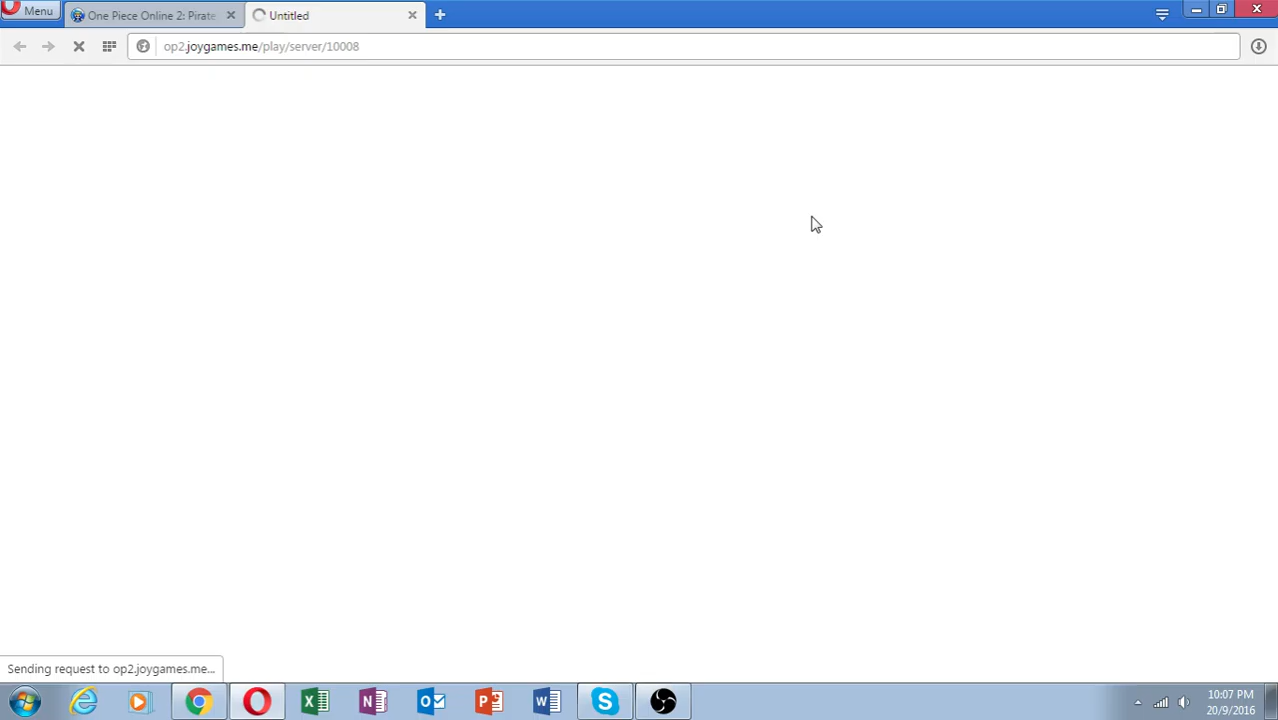 Menu
One Piece Online 2: Pirate
Untitled
op2.joygames.me/play/server/10008
Sending request to op2.joygames.me...
10:07 PM
20/9/2016